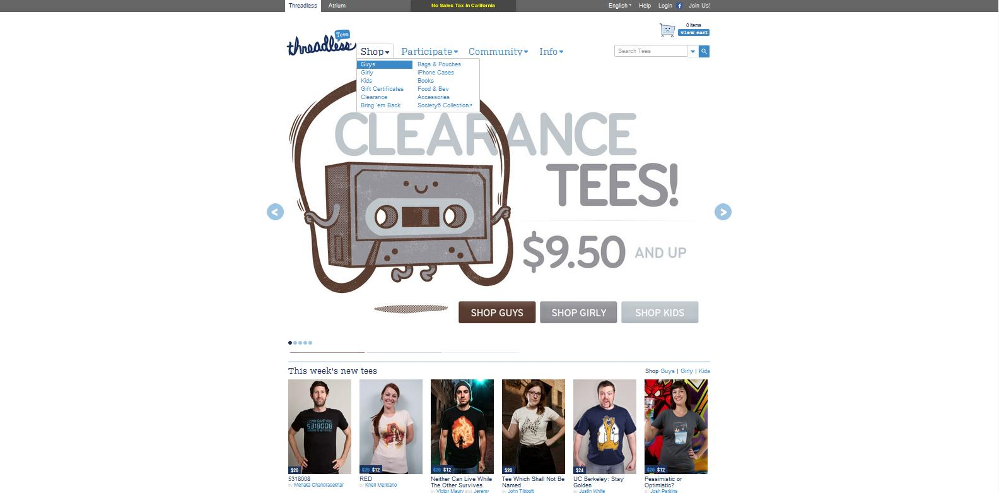 Threadless Atrium No Sales Tax in California English Help Login Join Us!
0 items
view cart
Tees
threadless
Shop Participate Community Info Search Tees
Guys Bags & Pouches
Girly iPhone Cases
Kids Books
Gift Certificates Food & Bev
Clearance Accessories
Bring 'em Back Society6 Collection
CLEARANCE
TEES!
< >
$9.50 AND UP
SHOP GUYS SHOP GIRLY SHOP KIDS
This week's new tees Shop Guys | Girly | Kids
I CAN GIVE YOU
5318008
$20 $20 $12 $20 $12 $20 $24 $20 $12
5318008 RED Neither Can Live While Tee Which Shall Not Be UC Berkeley: Stay Pessimistic or
The Other Survives Named Golden Optimistic?
by Menaka Chandrasekhar by Knell Melicano
by Victor Maury and Jeremy by John Tibbott by Justin White by Josh Perkins